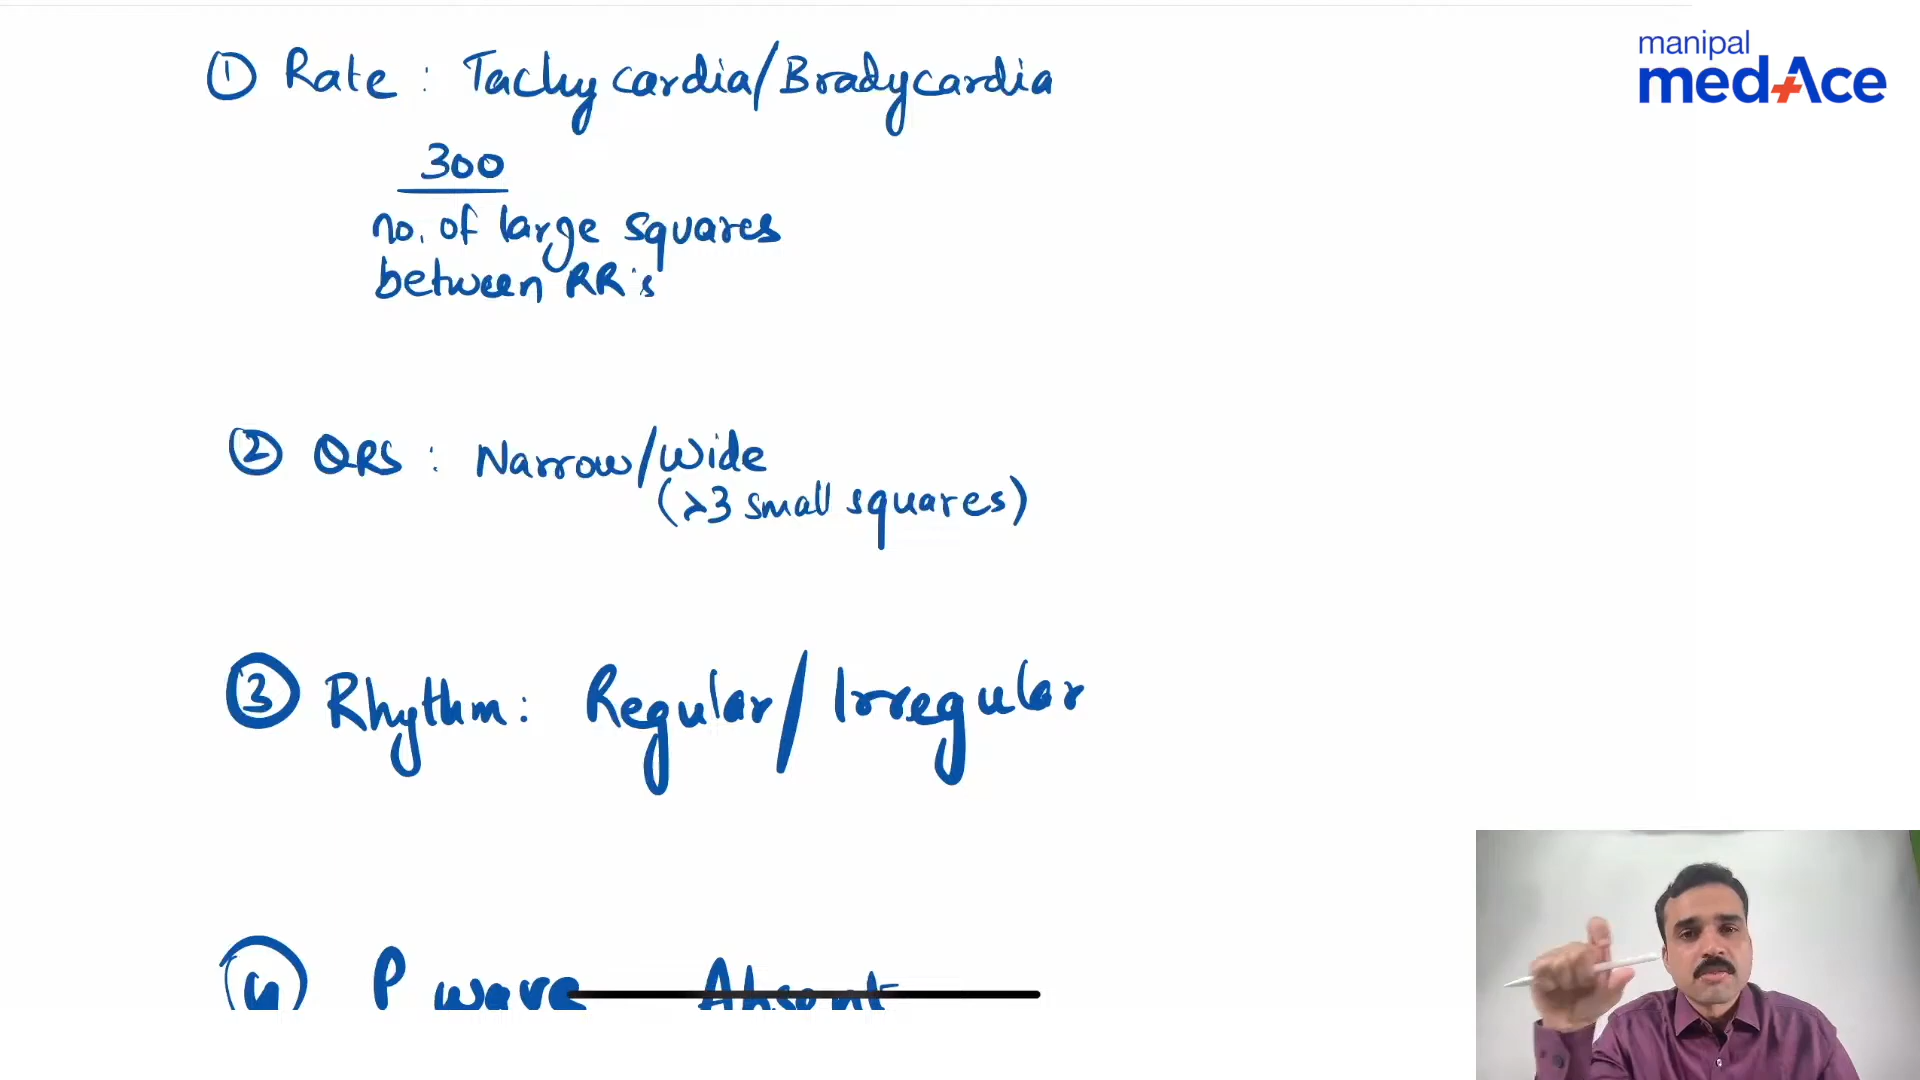 manipal
medAce
① Rate : Tachycardia/Bradycardia
300
no. of large squares
between RR's
② QRS : Narrow/Wide
(>3 small squares)
③ Rhythm: Regular/Irregular
④ P wave Absent